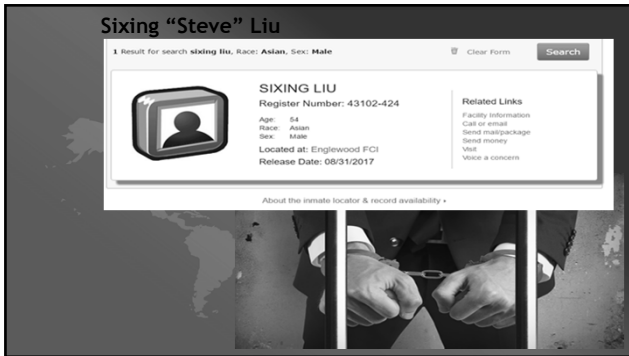 Sixing “Steve” Liu
1 Result for search sixing liu, Race: Asian, Sex: Male
Clear Form
Search
SIXING LIU
Register Number: 43102-424
Age: 54
Race: Asian
Sex: Male
Located at: Englewood FCI
Release Date: 08/31/2017
Related Links
Facility Information
Call or email
Send mail/package
Send money
Visit
Voice a concern
About the inmate locator & record availability